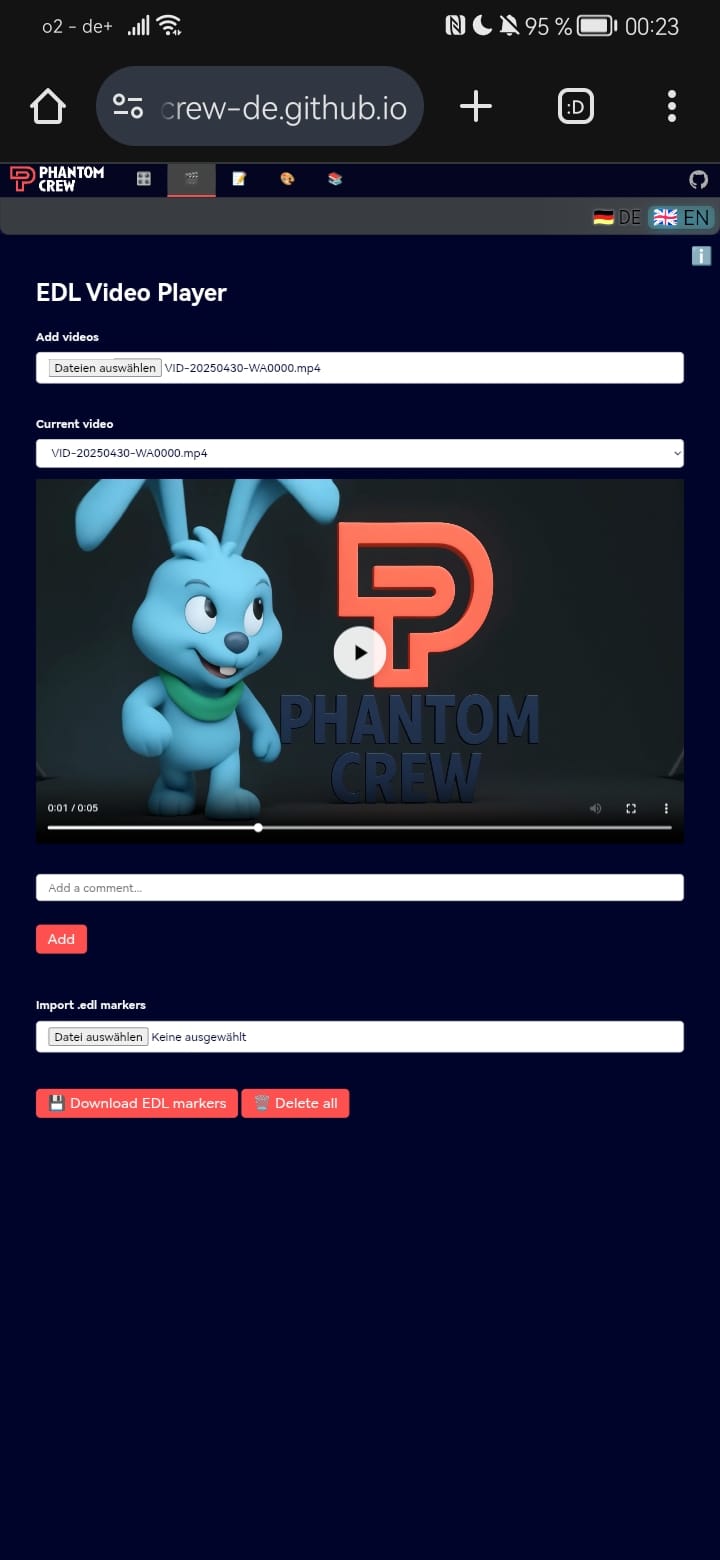 o2 – de+ 95 % 00:23
crew-de.github.io :D
PHANTOM
CREW
DE EN
EDL Video Player
Add videos
Dateien auswählen VID-20250430-WA0000.mp4
Current video
VID-20250430-WA0000.mp4
PHANTOM
CREW
0:01 / 0:05
Add a comment...
Add
Import .edl markers
Datei auswählen Keine ausgewählt
Download EDL markers Delete all